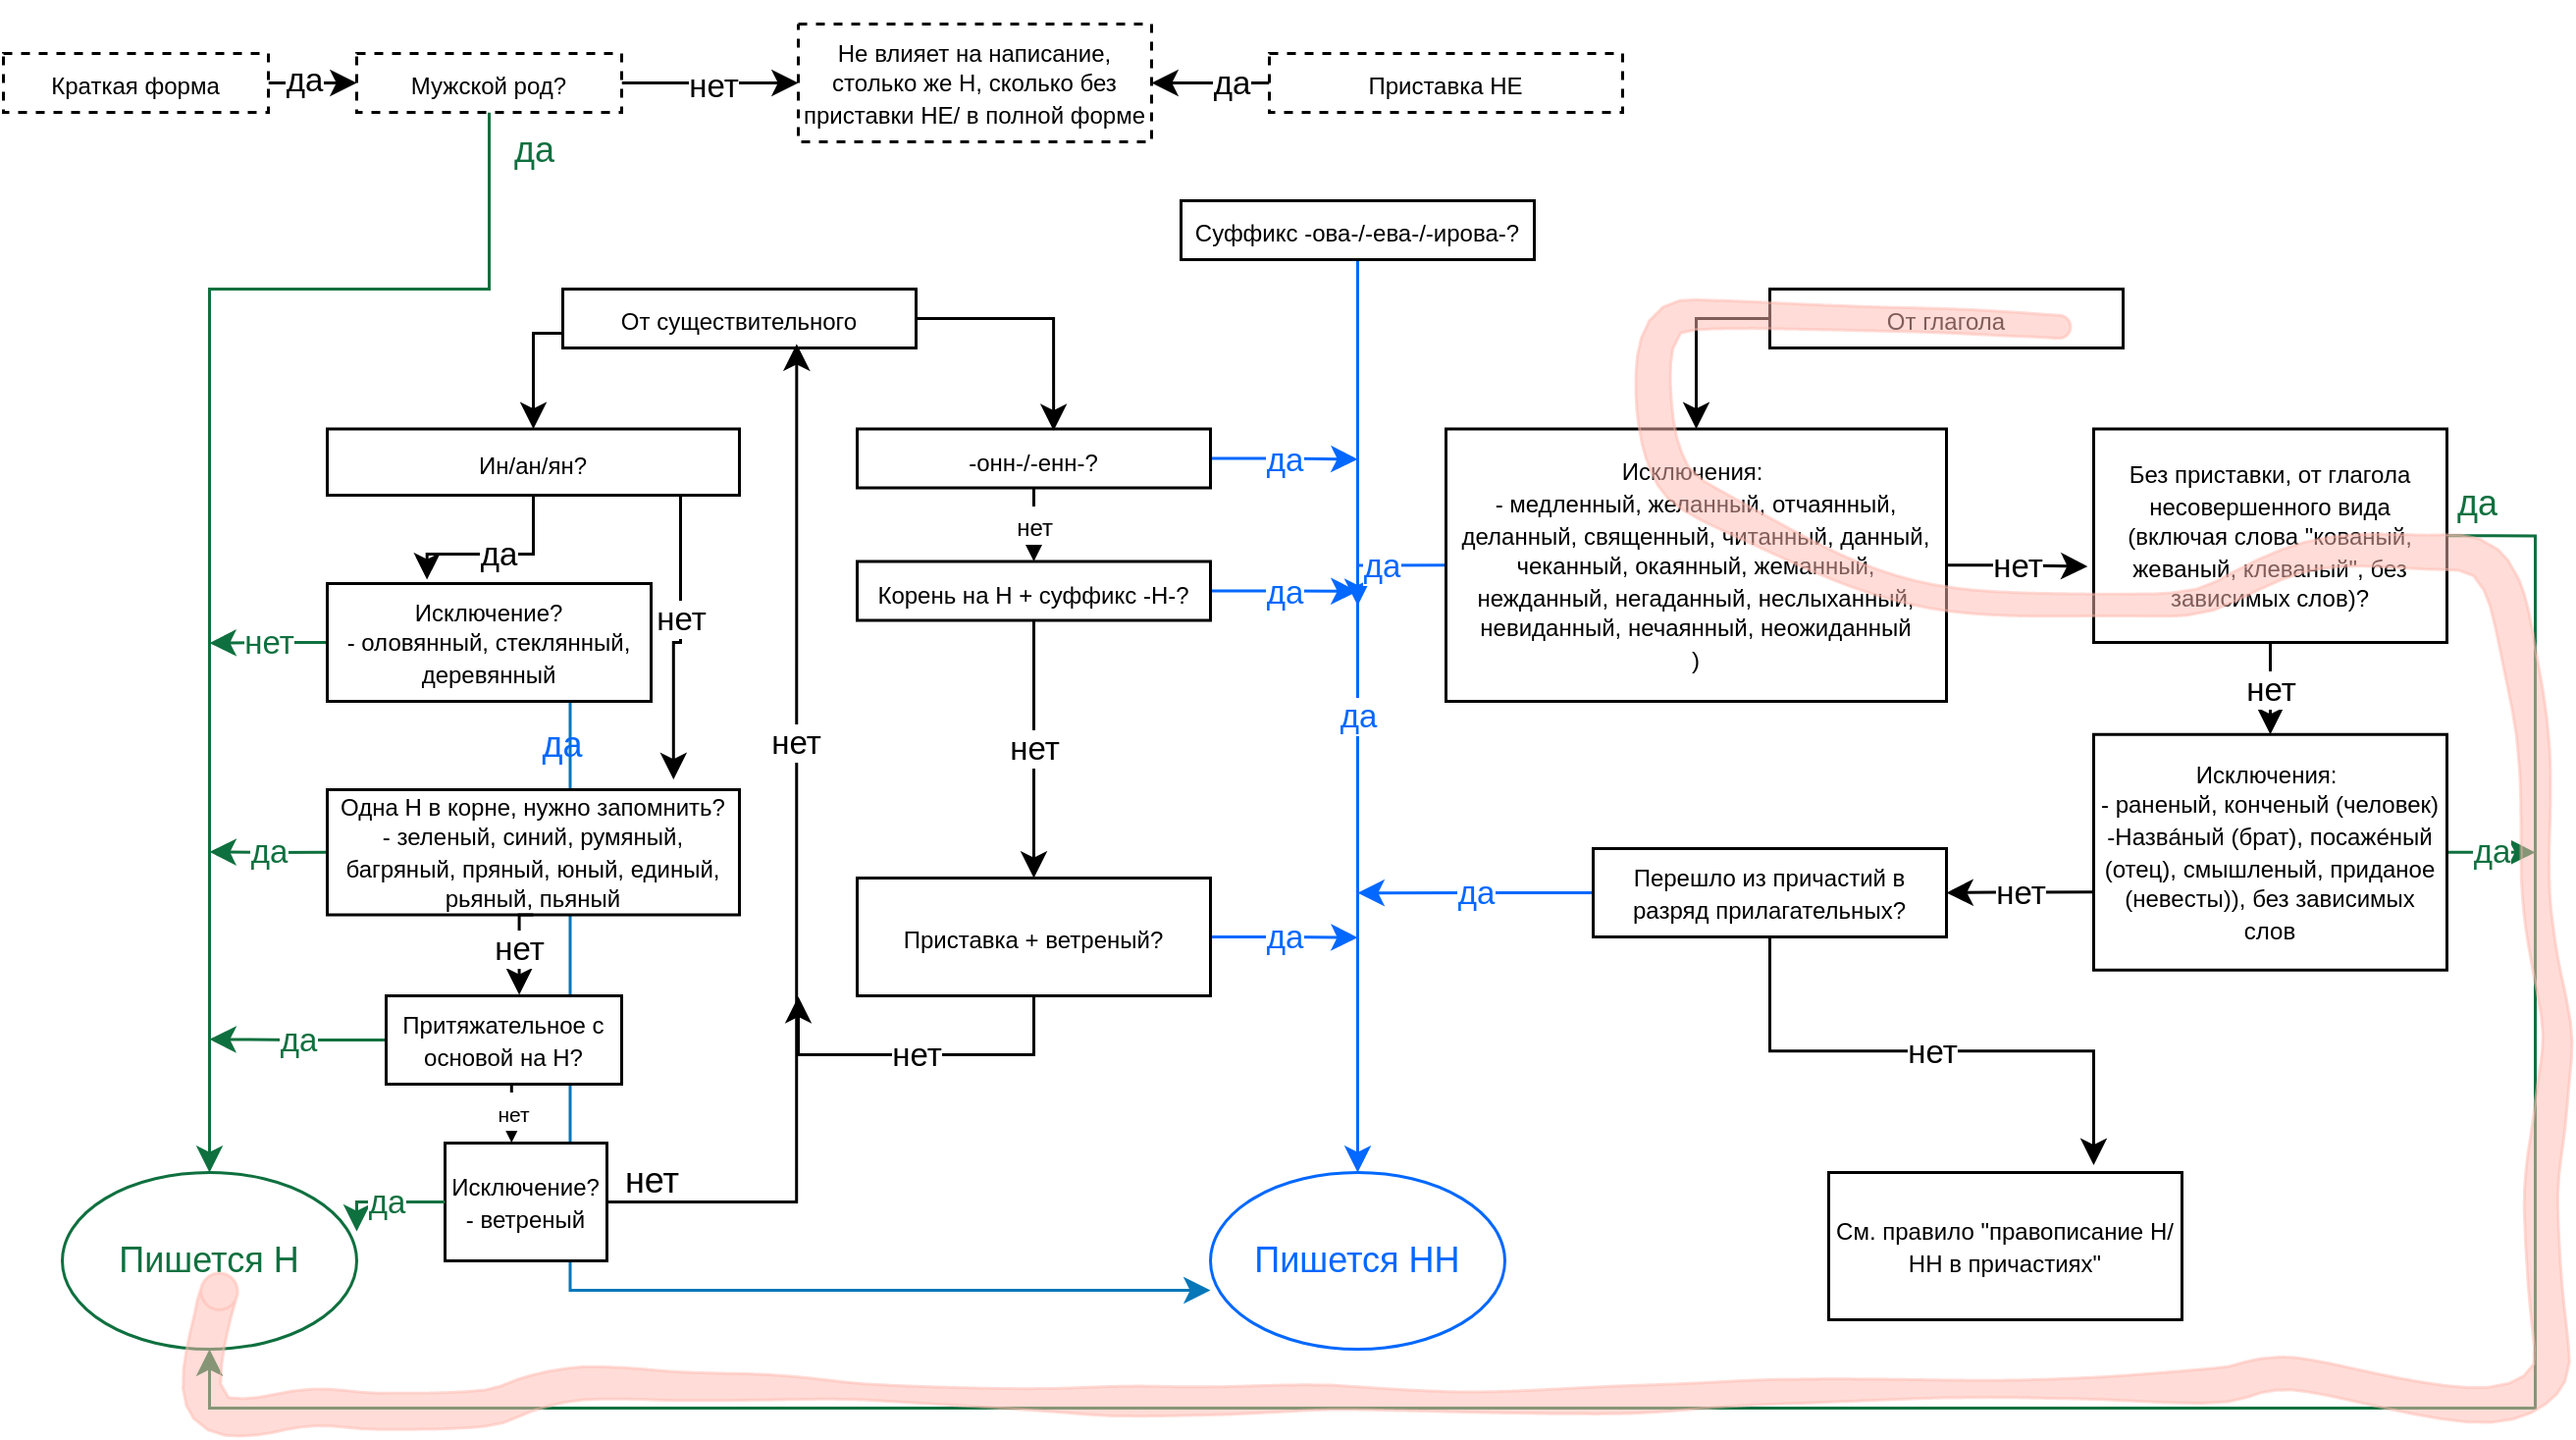 Краткая форма
да
Мужской род?
нет
Не влияет на написание,
столько же Н, сколько без
приставки НЕ/ в полной форме
да
Приставка НЕ
да
Суффикс -ова-/-ева-/-ирова-?
От существительного
От глагола
Ин/ан/ян?
-онн-/-енн-?
да
да
нет
нет
Корень на Н + суффикс -Н-?
да
да
Исключения:
- медленный, желанный, отчаянный,
деланный, священный, читанный, данный,
чеканный, окаянный, жеманный,
нежданный, негаданный, неслыханный,
невиданный, нечаянный, неожиданный
)
нет
Без приставки, от глагола
несовершенного вида
(включая слова "кованый,
жеваный, клеваный", без
зависимых слов)?
да
нет
Исключение?
- оловянный, стеклянный,
деревянный
нет
да
нет
нет
да
нет
да
Одна Н в корне, нужно запомнить?
- зеленый, синий, румяный,
багряный, пряный, юный, единый,
рьяный, пьяный
нет
Приставка + ветреный?
да
да
Перешло из причастий в
разряд прилагательных?
нет
Исключения:
- раненый, конченый (человек)
-Назва́ный (брат), посаже́ный
(отец), смышленый, приданое
(невесты)), без зависимых
слов
да
да
Притяжательное с
основой на Н?
нет
нет
нет
да
Исключение?
- ветреный
нет
Пишется Н
Пишется НН
См. правило "правописание Н/
НН в причастиях"